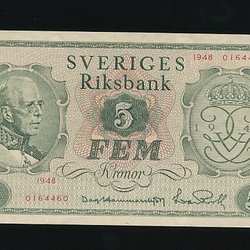 SVERIGES
1948 0164460
Riksbank
5
FEM
Kronor
1948
0164460